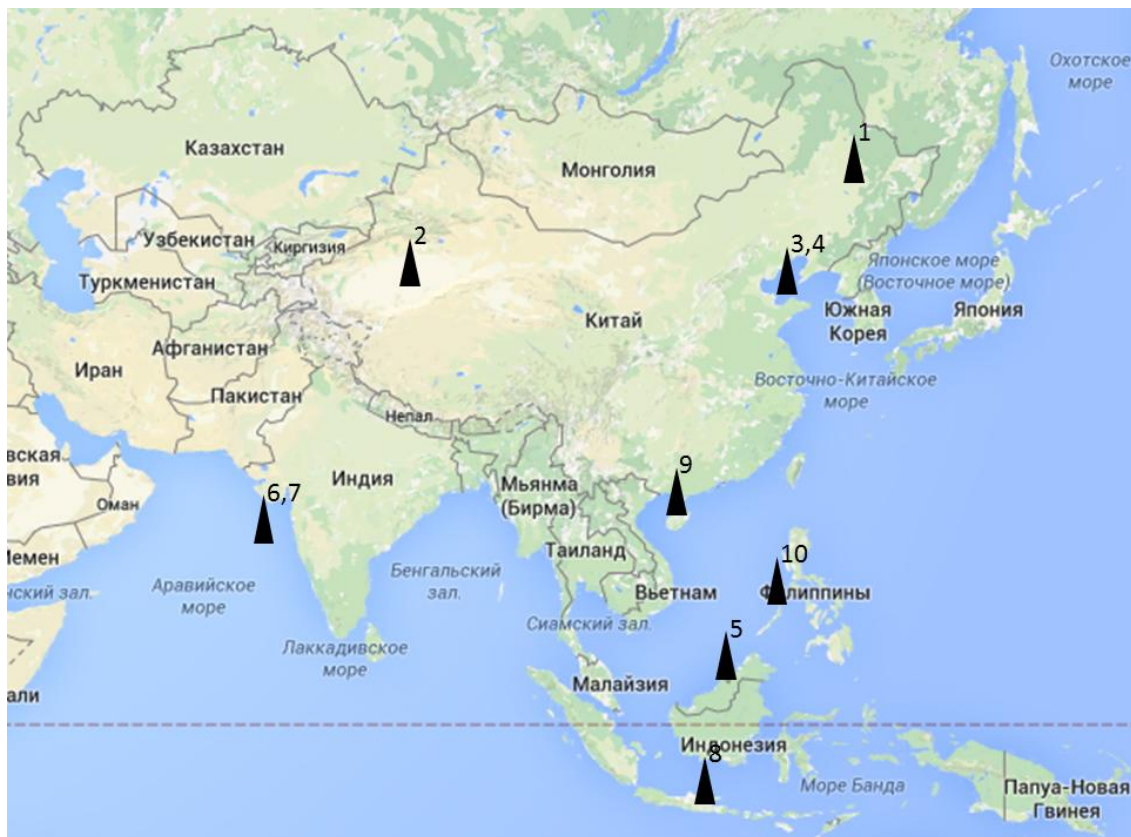 Охотское
море
1
Казахстан
Монголия
Узбекистан
Киргизия
2
3,4
Туркменистан
Японское море
(Восточное море)
Китай
Южная
Корея
Япония
Афганистан
Иран
Пакистан
Восточно-Китайское
море
Непал
вская
вия
Индия
Мьянма
(Бирма)
9
6,7
Оман
Йемен
Таиланд
10
Аравийское
море
Бенгальский
зал.
нский зал.
Вьетнам
Филиппины
Сиамский зал.
5
Лаккадивское
море
Малайзия
али
Индонезия
8
Море Банда
Папуа-Новая
Гвинея